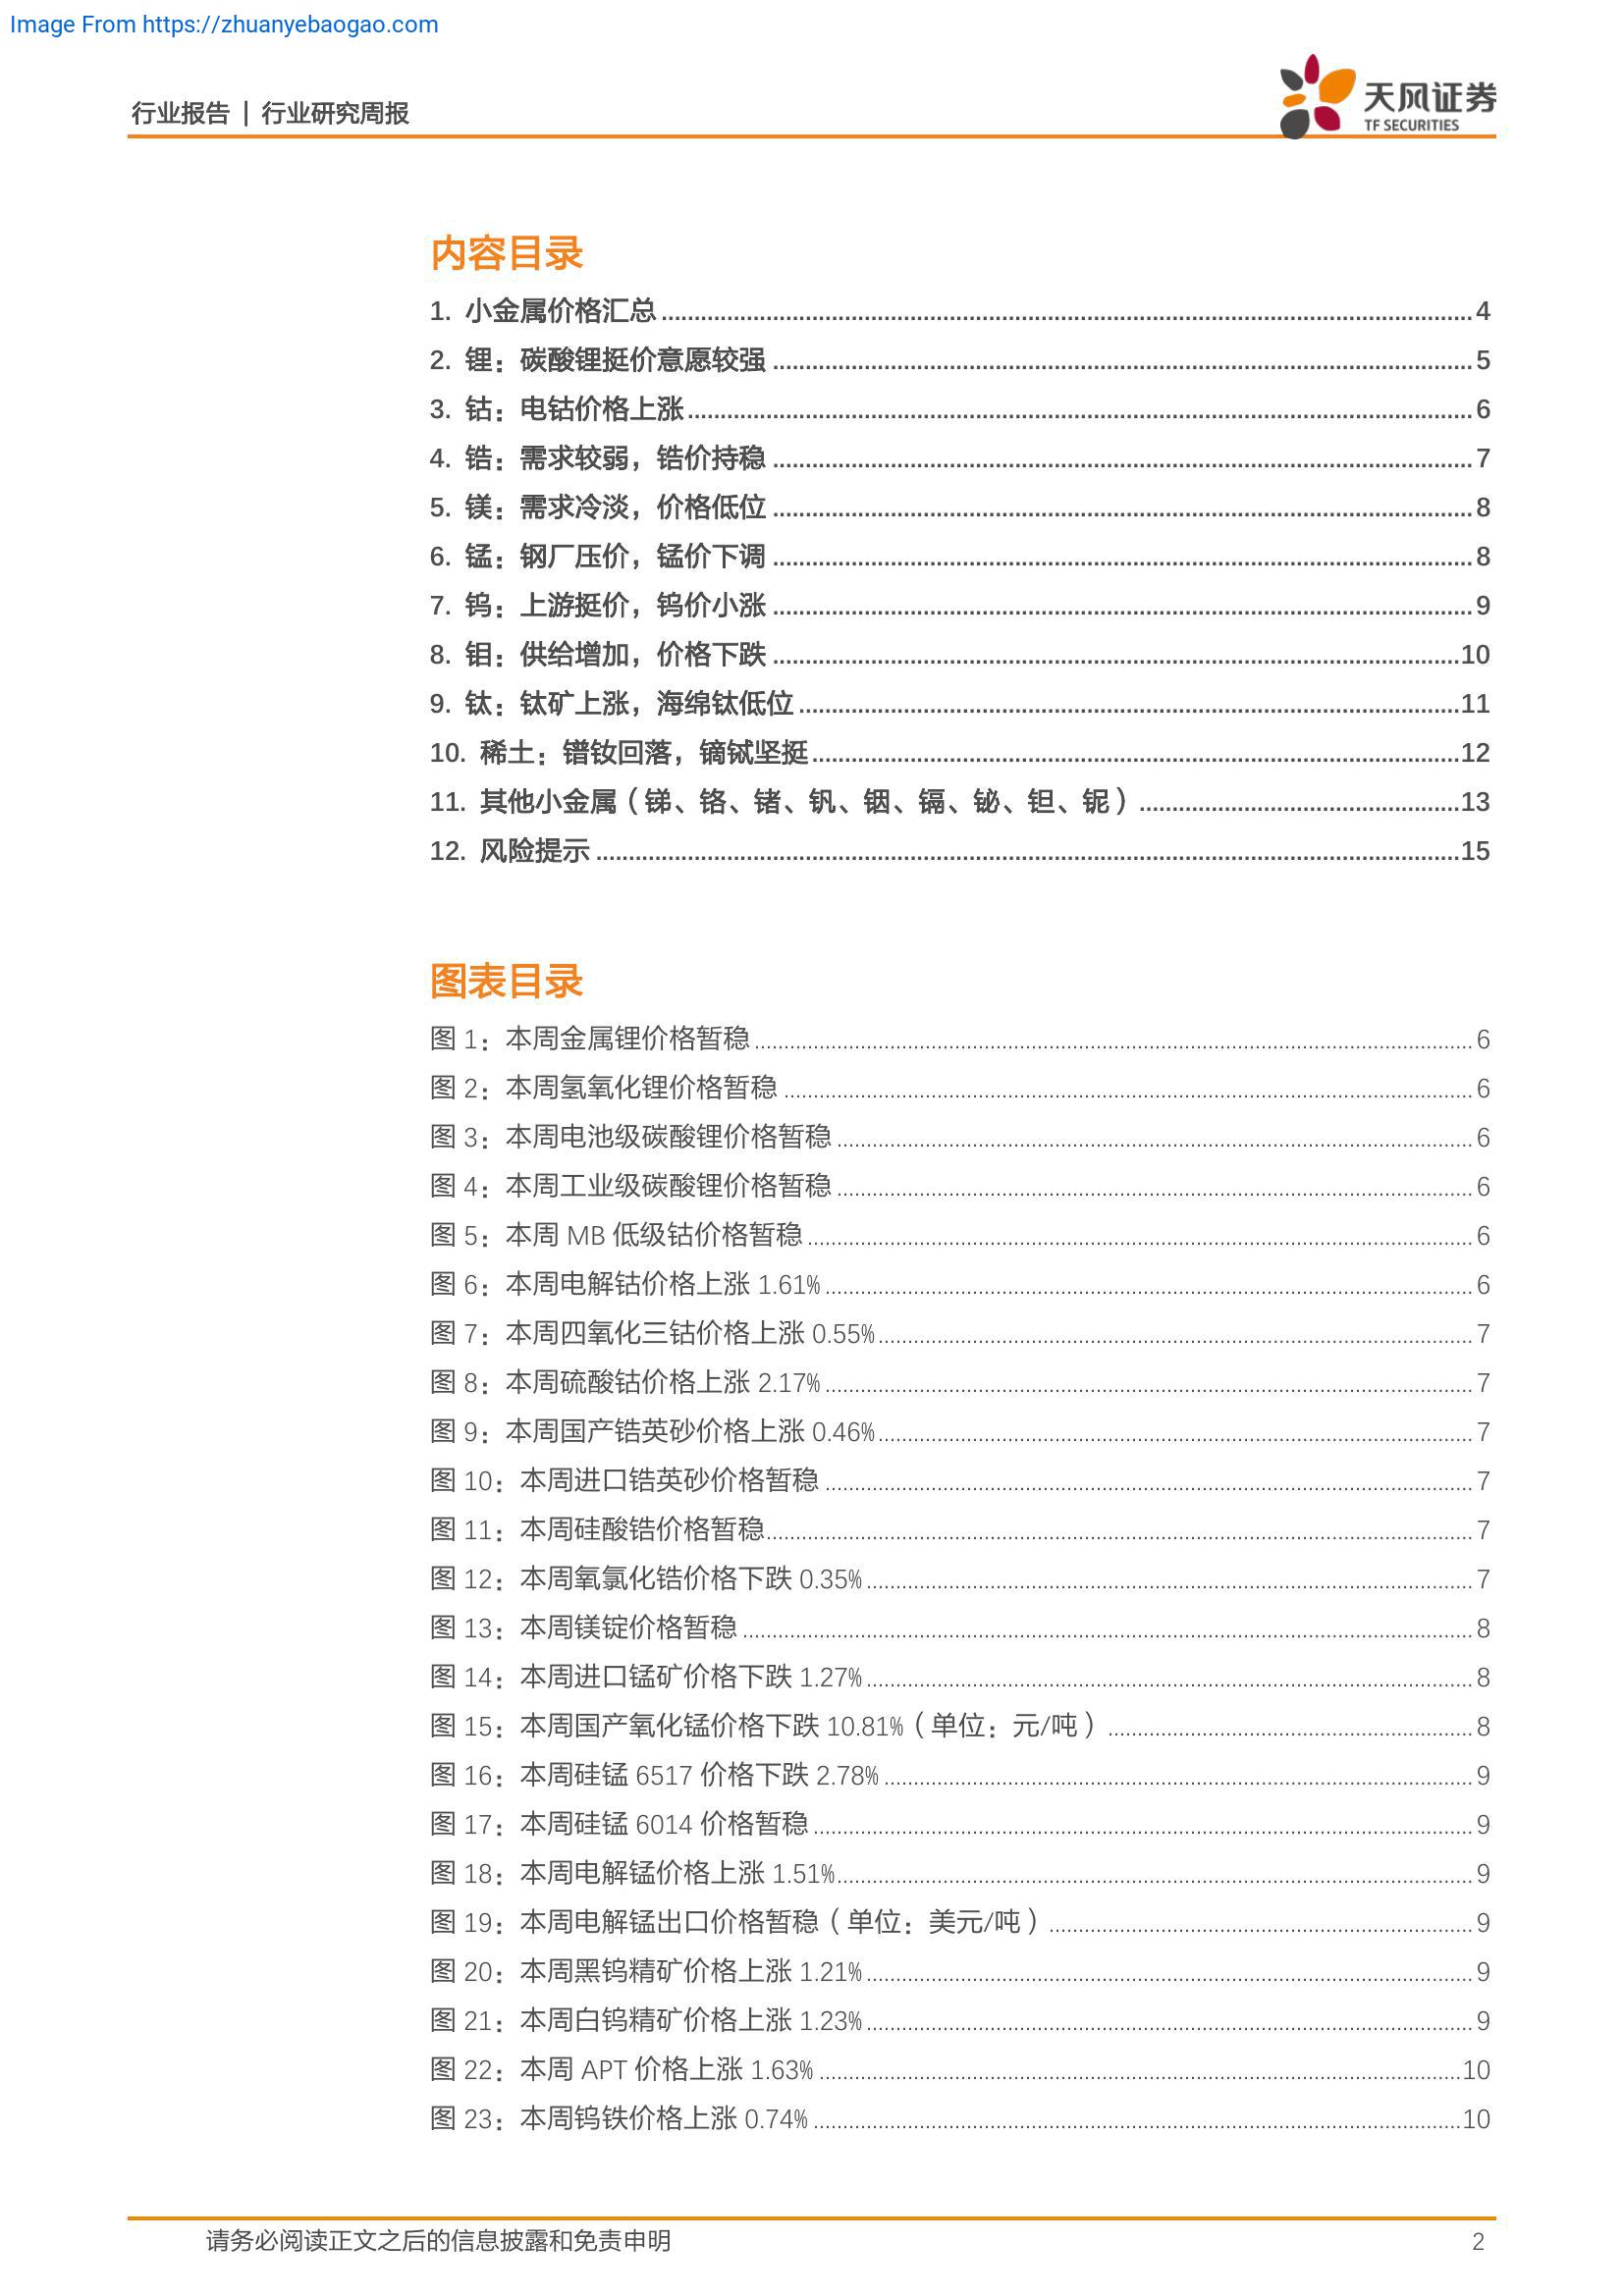 Image From https://zhuanyebaogao.com
行业报告 | 行业研究周报
天风证券
TF SECURITIES
内容目录
1. 小金属价格汇总 4
2. 锂：碳酸锂挺价意愿较强 5
3. 钴：电钴价格上涨 6
4. 锆：需求较弱，锆价持稳 7
5. 镁：需求冷淡，价格低位 8
6. 锰：钢厂压价，锰价下调 8
7. 钨：上游挺价，钨价小涨 9
8. 钼：供给增加，价格下跌 10
9. 钛：钛矿上涨，海绵钛低位 11
10. 稀土：镨钕回落，镝铽坚挺 12
11. 其他小金属（锑、铬、锗、钒、铟、镉、铋、钽、铌） 13
12. 风险提示 15
图表目录
图 1：本周金属锂价格暂稳 6
图 2：本周氢氧化锂价格暂稳 6
图 3：本周电池级碳酸锂价格暂稳 6
图 4：本周工业级碳酸锂价格暂稳 6
图 5：本周 MB 低级钴价格暂稳 6
图 6：本周电解钴价格上涨 1.61% 6
图 7：本周四氧化三钴价格上涨 0.55% 7
图 8：本周硫酸钴价格上涨 2.17% 7
图 9：本周国产锆英砂价格上涨 0.46% 7
图 10：本周进口锆英砂价格暂稳 7
图 11：本周硅酸锆价格暂稳 7
图 12：本周氧氯化锆价格下跌 0.35% 7
图 13：本周镁锭价格暂稳 8
图 14：本周进口锰矿价格下跌 1.27% 8
图 15：本周国产氧化锰价格下跌 10.81%（单位：元/吨） 8
图 16：本周硅锰 6517 价格下跌 2.78% 9
图 17：本周硅锰 6014 价格暂稳 9
图 18：本周电解锰价格上涨 1.51% 9
图 19：本周电解锰出口价格暂稳（单位：美元/吨） 9
图 20：本周黑钨精矿价格上涨 1.21% 9
图 21：本周白钨精矿价格上涨 1.23% 9
图 22：本周 APT 价格上涨 1.63% 10
图 23：本周钨铁价格上涨 0.74% 10
请务必阅读正文之后的信息披露和免责申明 2